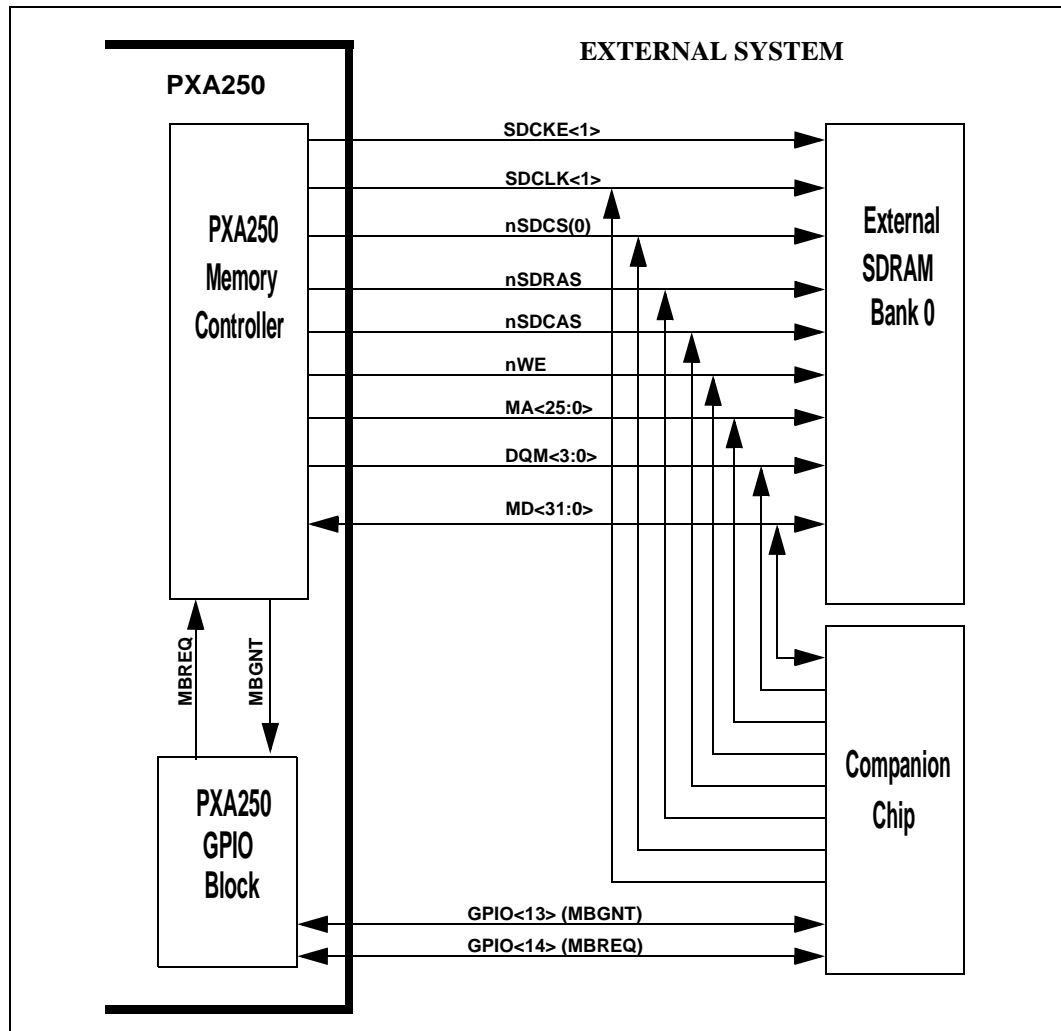 EXTERNAL SYSTEM
PXA250
SDCKE<1>
SDCLK<1>
nSDCS(0)
nSDRAS
nSDCAS
nWE
MA<25:0>
DQM<3:0>
MD<31:0>
PXA250
Memory
Controller
External
SDRAM
Bank 0
MBREQ
MBGNT
PXA250
GPIO
Block
Companion
Chip
GPIO<13> (MBGNT)
GPIO<14> (MBREQ)